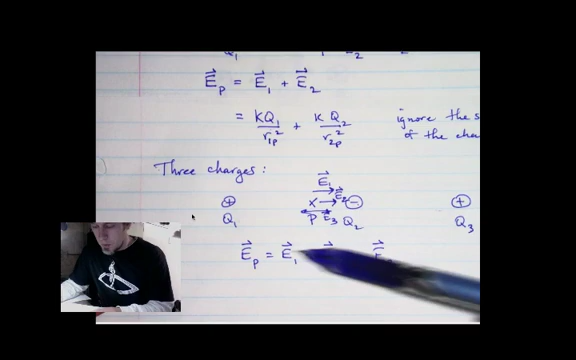 Q₁
E⃗ₚ = E⃗₁ + E⃗₂
= KQ₁/r₁ₚ² + KQ₂/r₂ₚ²
ignore the
of the
Three charges:
E⃗₁
+ X E⃗₂ − +
Q₁ P E⃗₃ Q₂ Q₃
E⃗ₚ = E⃗₁